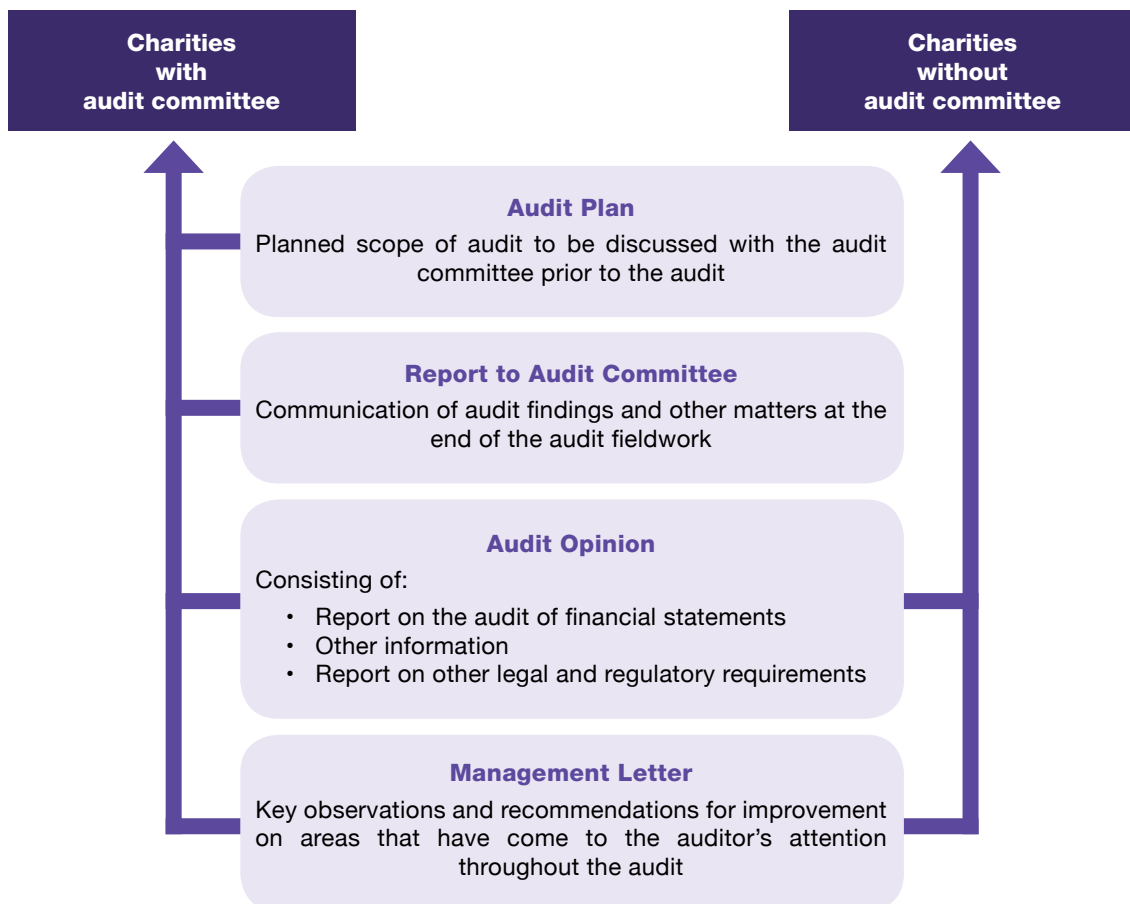 Charities
with
audit committee
Charities
without
audit committee
Audit Plan
Planned scope of audit to be discussed with the audit
committee prior to the audit
Report to Audit Committee
Communication of audit findings and other matters at the
end of the audit fieldwork
Audit Opinion
Consisting of:
• Report on the audit of financial statements
• Other information
• Report on other legal and regulatory requirements
Management Letter
Key observations and recommendations for improvement
on areas that have come to the auditor’s attention
throughout the audit